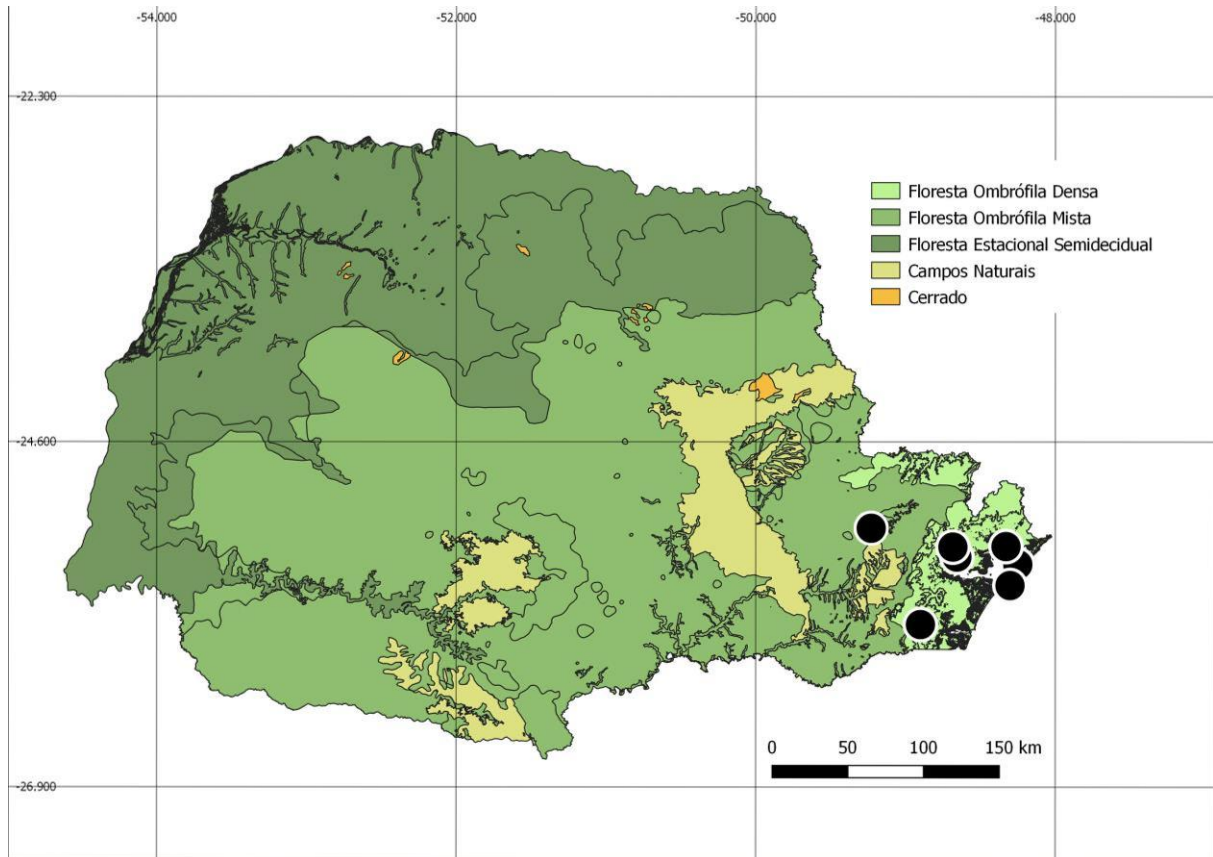 -54.000 -52.000 -50.000 -48.000
-22.300
Floresta Ombrófila Densa
Floresta Ombrófila Mista
Floresta Estacional Semidecidual
Campos Naturais
Cerrado
-24.600
0 50 100 150 km
-26.900